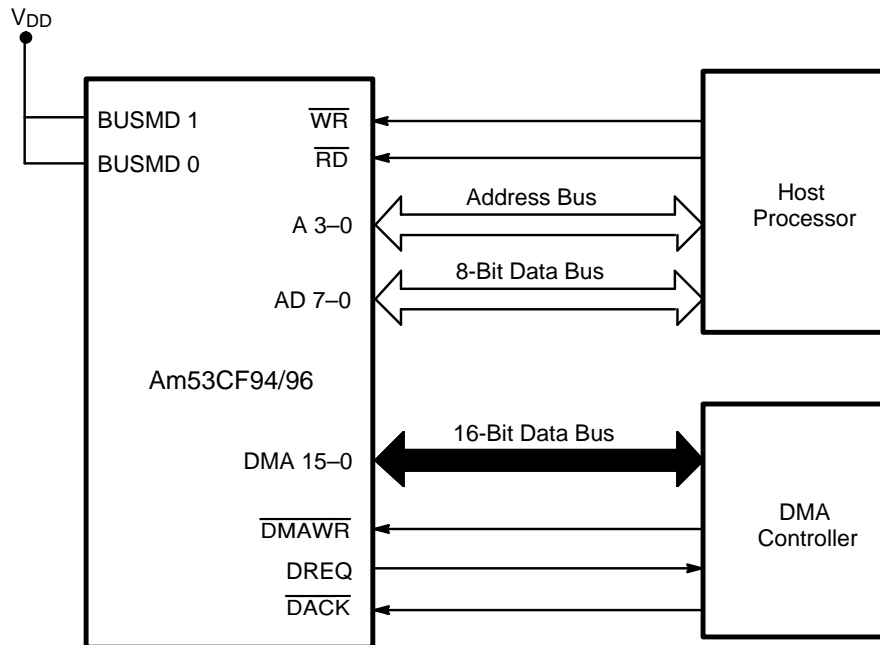 VDD
BUSMD 1
BUSMD 0
WR
RD
A 3–0
AD 7–0
Am53CF94/96
DMA 15–0
DMAWR
DREQ
DACK
Address Bus
8-Bit Data Bus
16-Bit Data Bus
Host
Processor
DMA
Controller